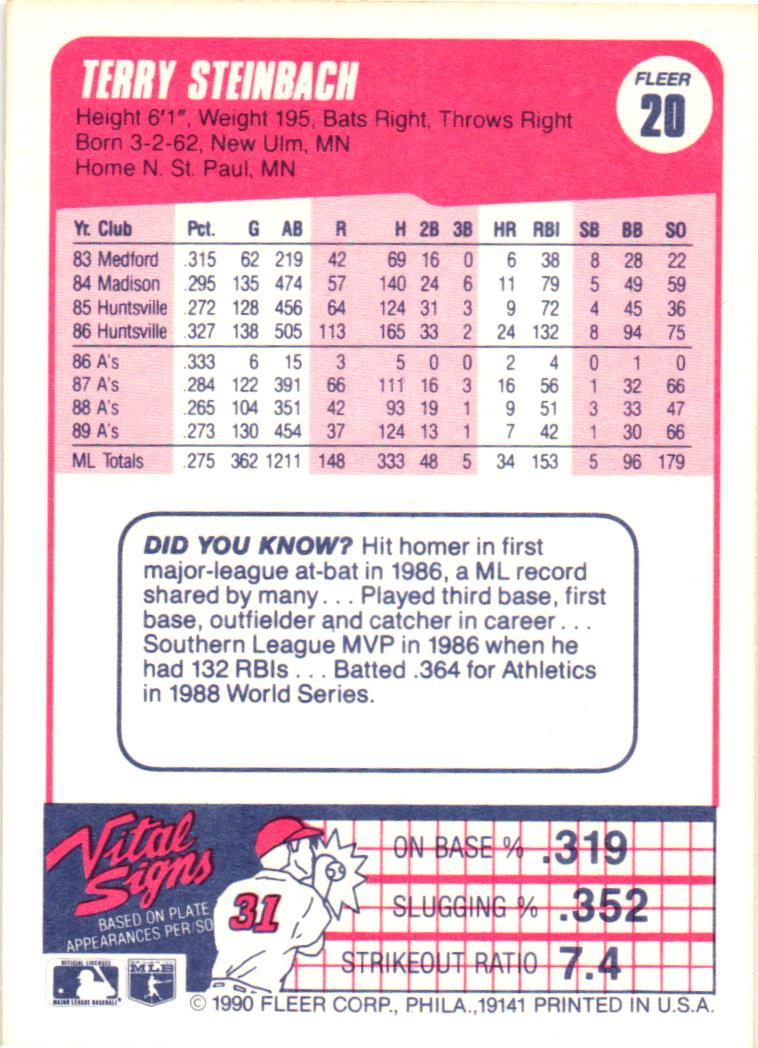 TERRY STEINBACH
FLEER
20
Height 6'1", Weight 195, Bats Right, Throws Right
Born 3-2-62, New Ulm, MN
Home N. St. Paul, MN
Yr. Club Pct. G AB R H 2B 3B HR RBI SB BB SO
83 Medford .315 62 219 42 69 16 0 6 38 8 28 22
84 Madison .295 135 474 57 140 24 6 11 79 5 49 59
85 Huntsville .272 128 456 64 124 31 3 9 72 4 45 36
86 Huntsville .327 138 505 113 165 33 2 24 132 8 94 75
86 A's .333 6 15 3 5 0 0 2 4 0 1 0
87 A's .284 122 391 66 111 16 3 16 56 1 32 66
88 A's .265 104 351 42 93 19 1 9 51 3 33 47
89 A's .273 130 454 37 124 13 1 7 42 1 30 66
ML Totals .275 362 1211 148 333 48 5 34 153 5 96 179
DID YOU KNOW? Hit homer in first
major-league at-bat in 1986, a ML record
shared by many . . . Played third base, first
base, outfielder and catcher in career . . .
Southern League MVP in 1986 when he
had 132 RBIs . . . Batted .364 for Athletics
in 1988 World Series.
Vital
Signs
BASED ON PLATE
APPEARANCES PER/SO
31
ON BASE % .319
SLUGGING % .352
STRIKEOUT RATIO 7.4
OFFICIAL LICENSEE
MAJOR LEAGUE BASEBALL
MLB
© 1990 FLEER CORP., PHILA.,19141 PRINTED IN U.S.A.